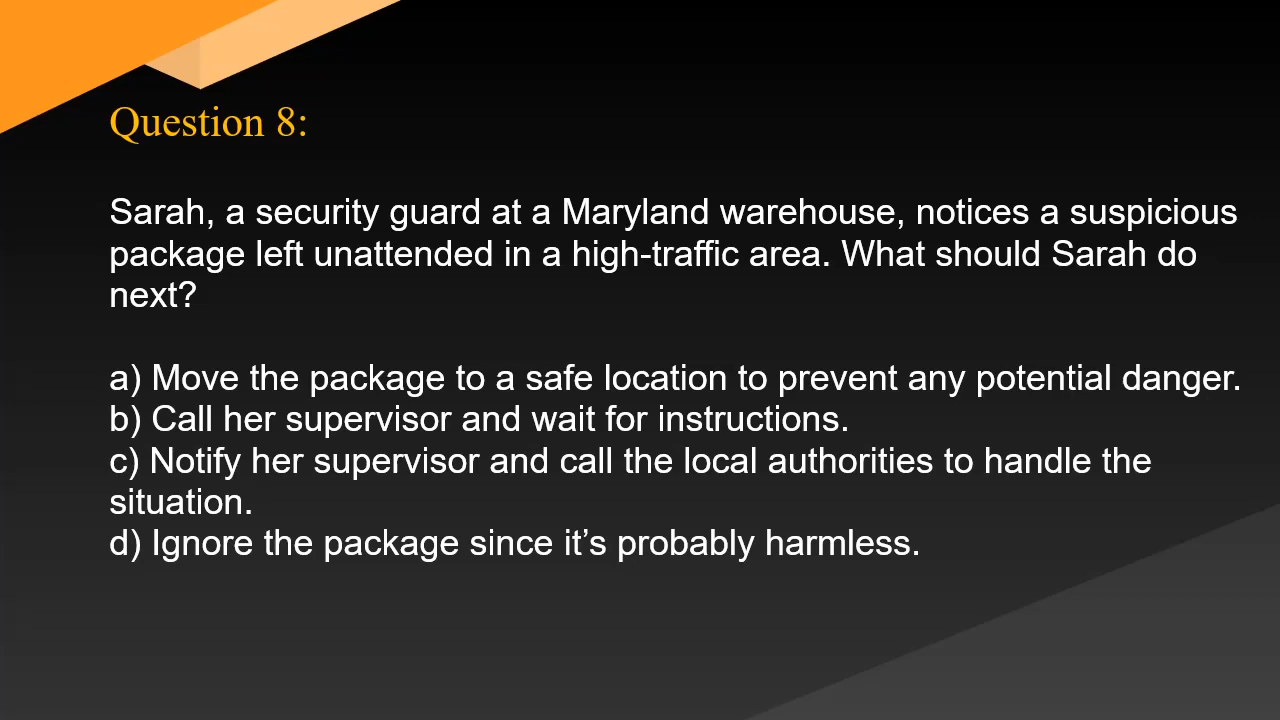 Question 8:
Sarah, a security guard at a Maryland warehouse, notices a suspicious
package left unattended in a high-traffic area. What should Sarah do
next?
a) Move the package to a safe location to prevent any potential danger.
b) Call her supervisor and wait for instructions.
c) Notify her supervisor and call the local authorities to handle the
situation.
d) Ignore the package since it’s probably harmless.